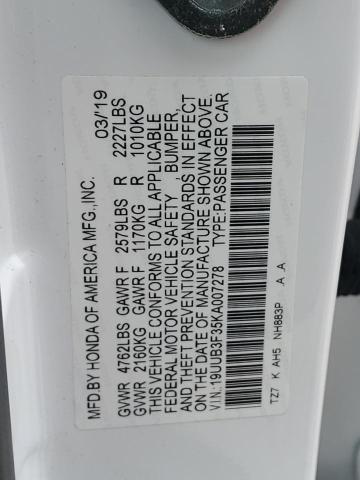 MFD.BY HONDA OF AMERICA MFG.,INC. 03/19
GVWR 4762LBS GAWR F 2579LBS R 2227LBS
GVWR 2160KG GAWR F 1170KG R 1010KG
THIS VEHICLE CONFORMS TO ALL APPLICABLE
FEDERAL MOTOR VEHICLE SAFETY , BUMPER,
AND THEFT PREVENTION STANDARDS IN EFFECT
ON THE DATE OF MANUFACTURE SHOWN ABOVE.
V.I.N.:19UUB3F35KA007278 TYPE:PASSENGER CAR
TZ7 K AH5 NH883P .A .A